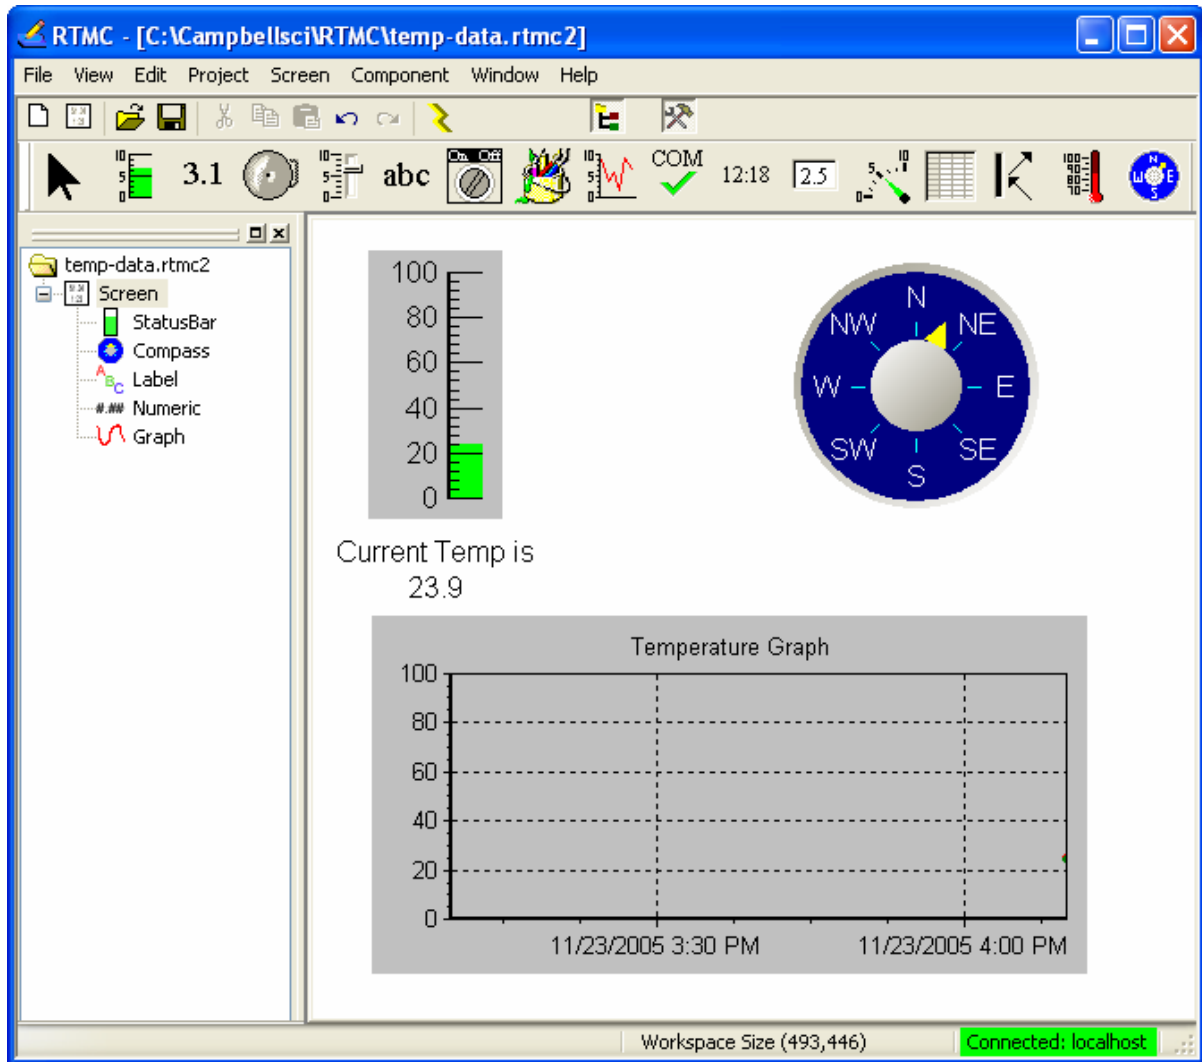 RTMC - [C:\Campbellsci\RTMC\temp-data.rtmc2]
File View Edit Project Screen Component Window Help
3.1 abc On Off COM 12:18 2.5
temp-data.rtmc2
Screen
StatusBar
Compass
Label
#.## Numeric
Graph
100
80
60
40
20
0
N
NW NE
W E
SW SE
S
Current Temp is
23.9
Temperature Graph
100
80
60
40
20
0
11/23/2005 3:30 PM 11/23/2005 4:00 PM
Workspace Size (493,446) Connected: localhost